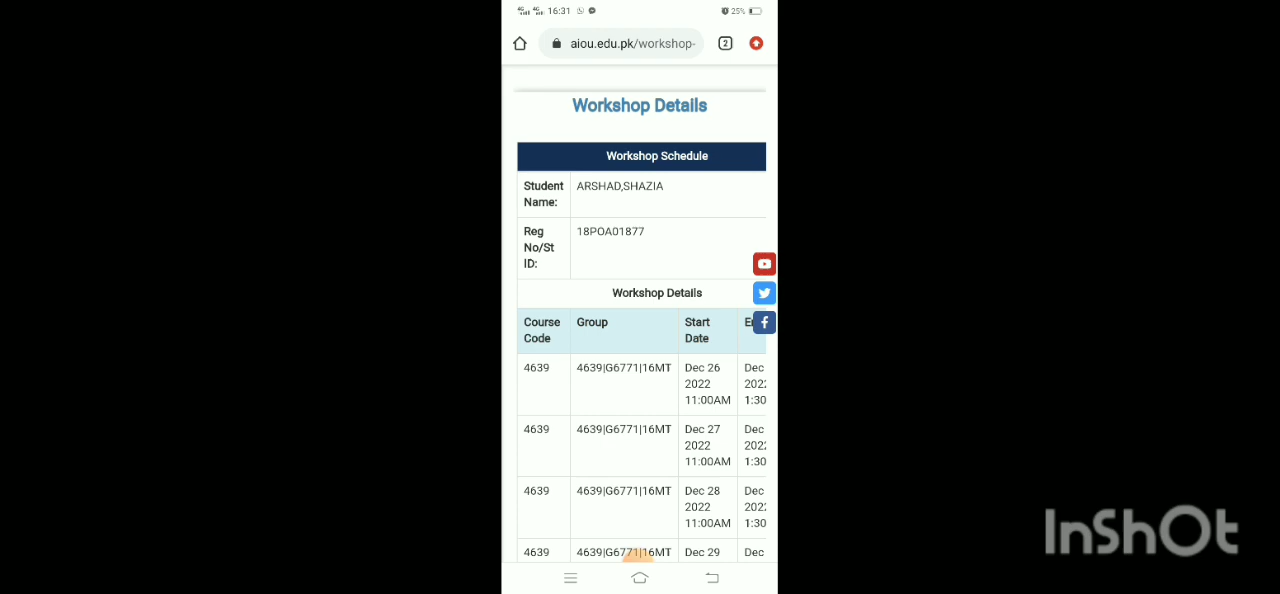 4G 4G 16:31 25%
aiou.edu.pk/workshop- 2
Workshop Details
Workshop Schedule
Student Name: ARSHAD,SHAZIA
Reg No/St ID: 18POA01877
Workshop Details
Course Code Group Start Date
4639 4639|G6771|16MT Dec 26 2022 11:00AM Dec 1:30
4639 4639|G6771|16MT Dec 27 2022 11:00AM Dec 1:30
4639 4639|G6771|16MT Dec 28 2022 11:00AM Dec 1:30
4639 4639|G6771|16MT Dec 29 Dec
InShOt